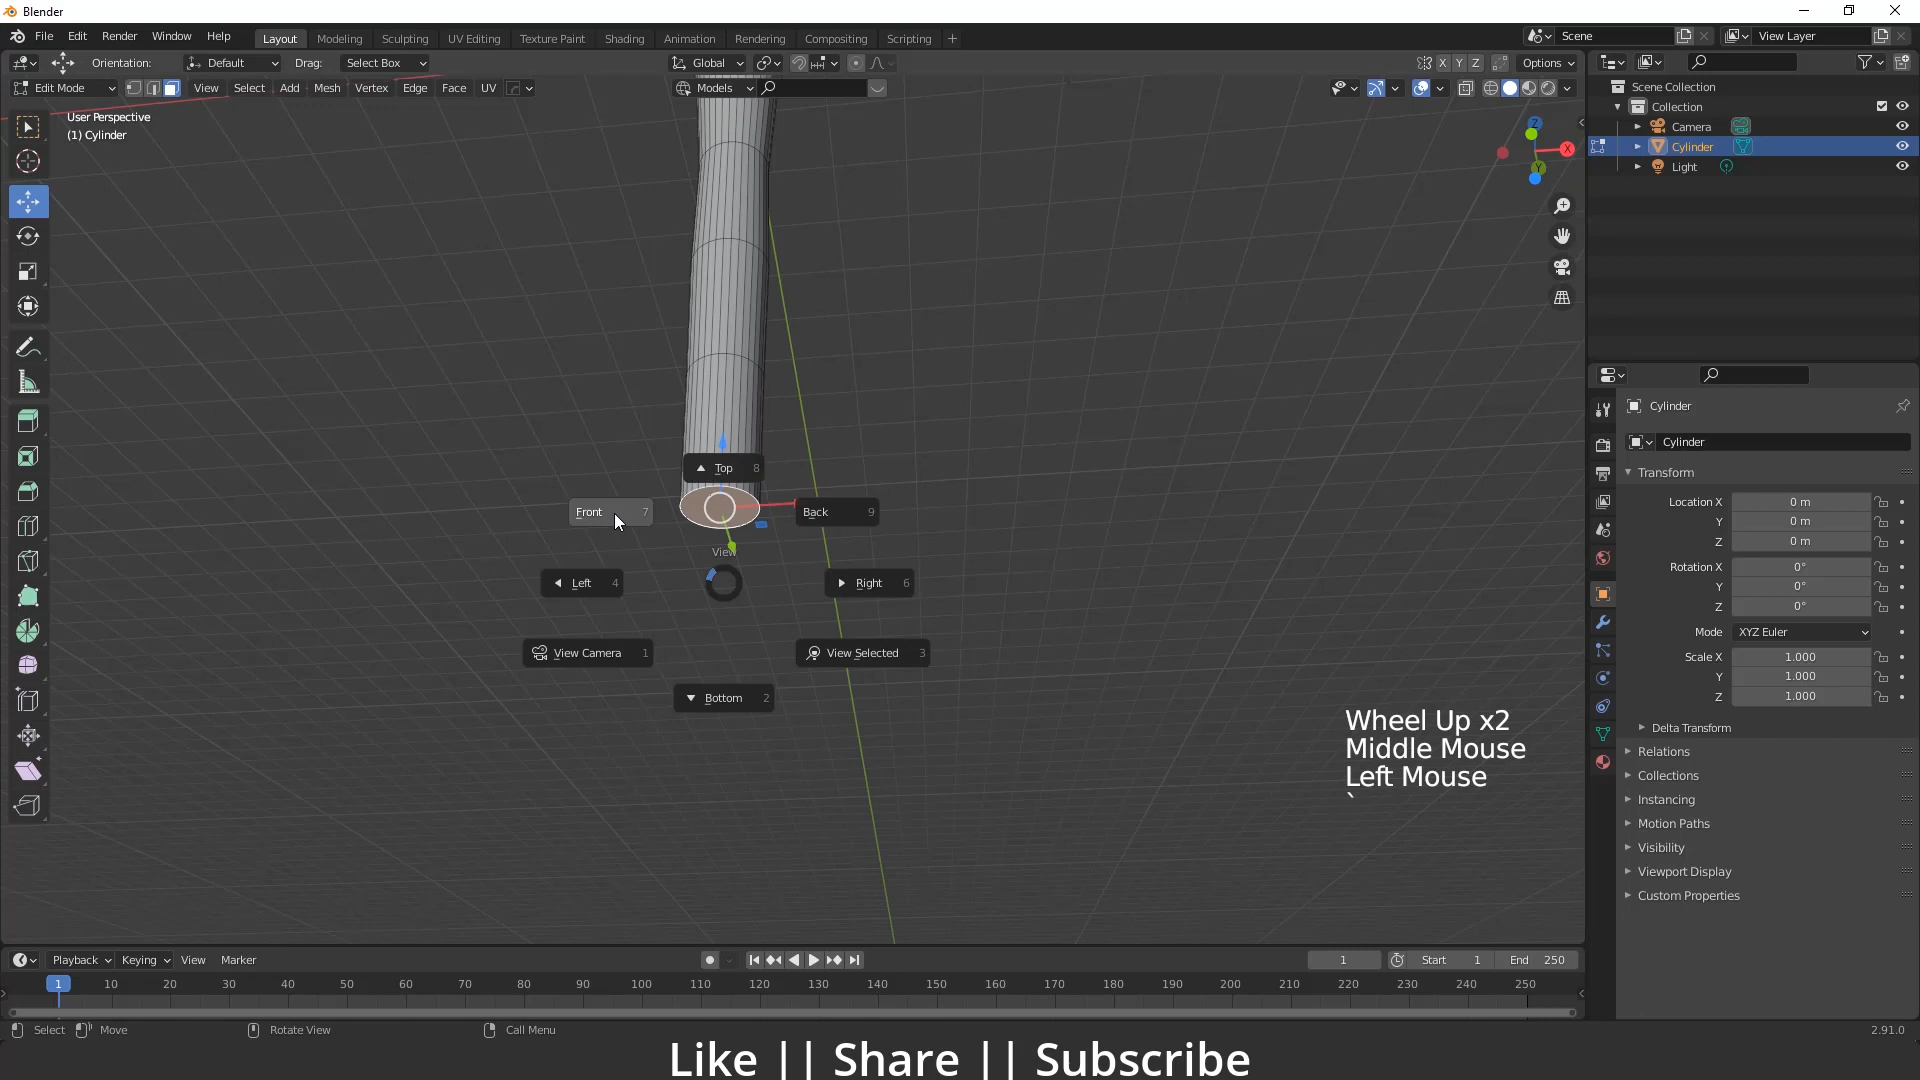 Blender
File Edit Render Window Help
Layout Modeling Sculpting UV Editing Texture Paint Shading Animation Rendering Compositing Scripting +
Scene
View Layer
Orientation: Default Drag: Select Box
Global
X Y Z Options
Edit Mode View Select Add Mesh Vertex Edge Face UV
Models
User Perspective
(1) Cylinder
Z
X
Y
Scene Collection
Collection
Camera
Cylinder
Light
Top 8
Front 7
Back 9
View
Left 4
Right 6
View Camera 1
View Selected 3
Bottom 2
Wheel Up x2
Middle Mouse
Left Mouse
`
Cylinder
Cylinder
Transform
Location X 0 m
Y 0 m
Z 0 m
Rotation X 0°
Y 0°
Z 0°
Mode XYZ Euler
Scale X 1.000
Y 1.000
Z 1.000
Delta Transform
Relations
Collections
Instancing
Motion Paths
Visibility
Viewport Display
Custom Properties
Playback Keying View Marker
1 Start 1 End 250
1 10 20 30 40 50 60 70 80 90 100 110 120 130 140 150 160 170 180 190 200 210 220 230 240 250
Select Move Rotate View Call Menu 2.91.0
Like || Share || Subscribe